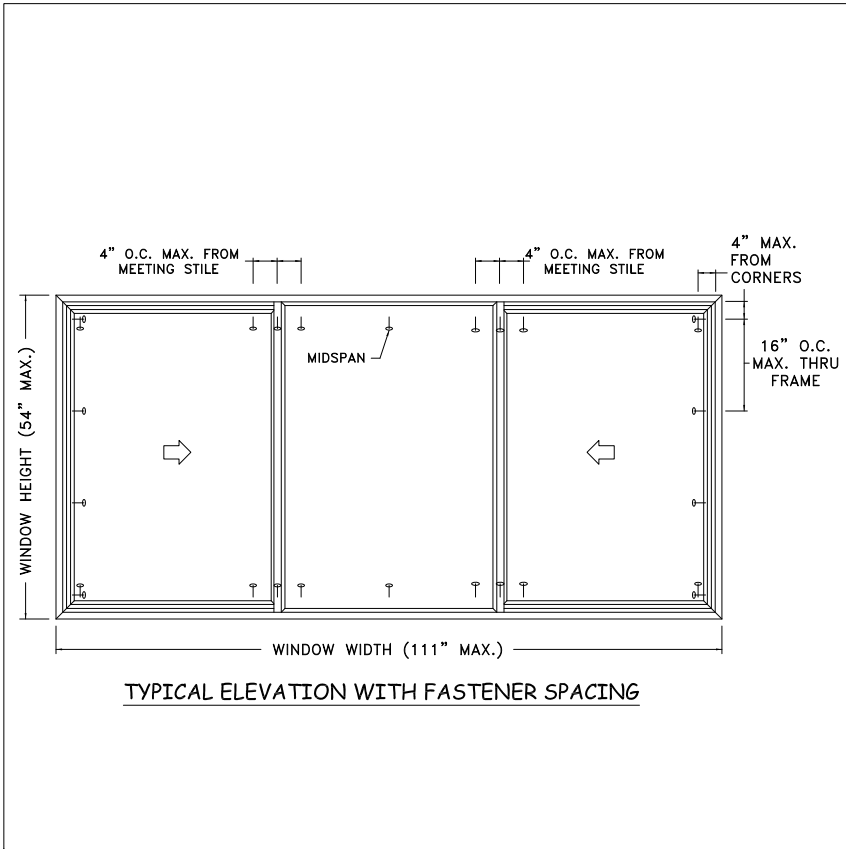 4” O.C. MAX. FROM
MEETING STILE
4” O.C. MAX. FROM
MEETING STILE
4” MAX.
FROM
CORNERS
16” O.C.
MAX. THRU
FRAME
MIDSPAN
WINDOW HEIGHT (54” MAX.)
WINDOW WIDTH (111” MAX.)
TYPICAL ELEVATION WITH FASTENER SPACING